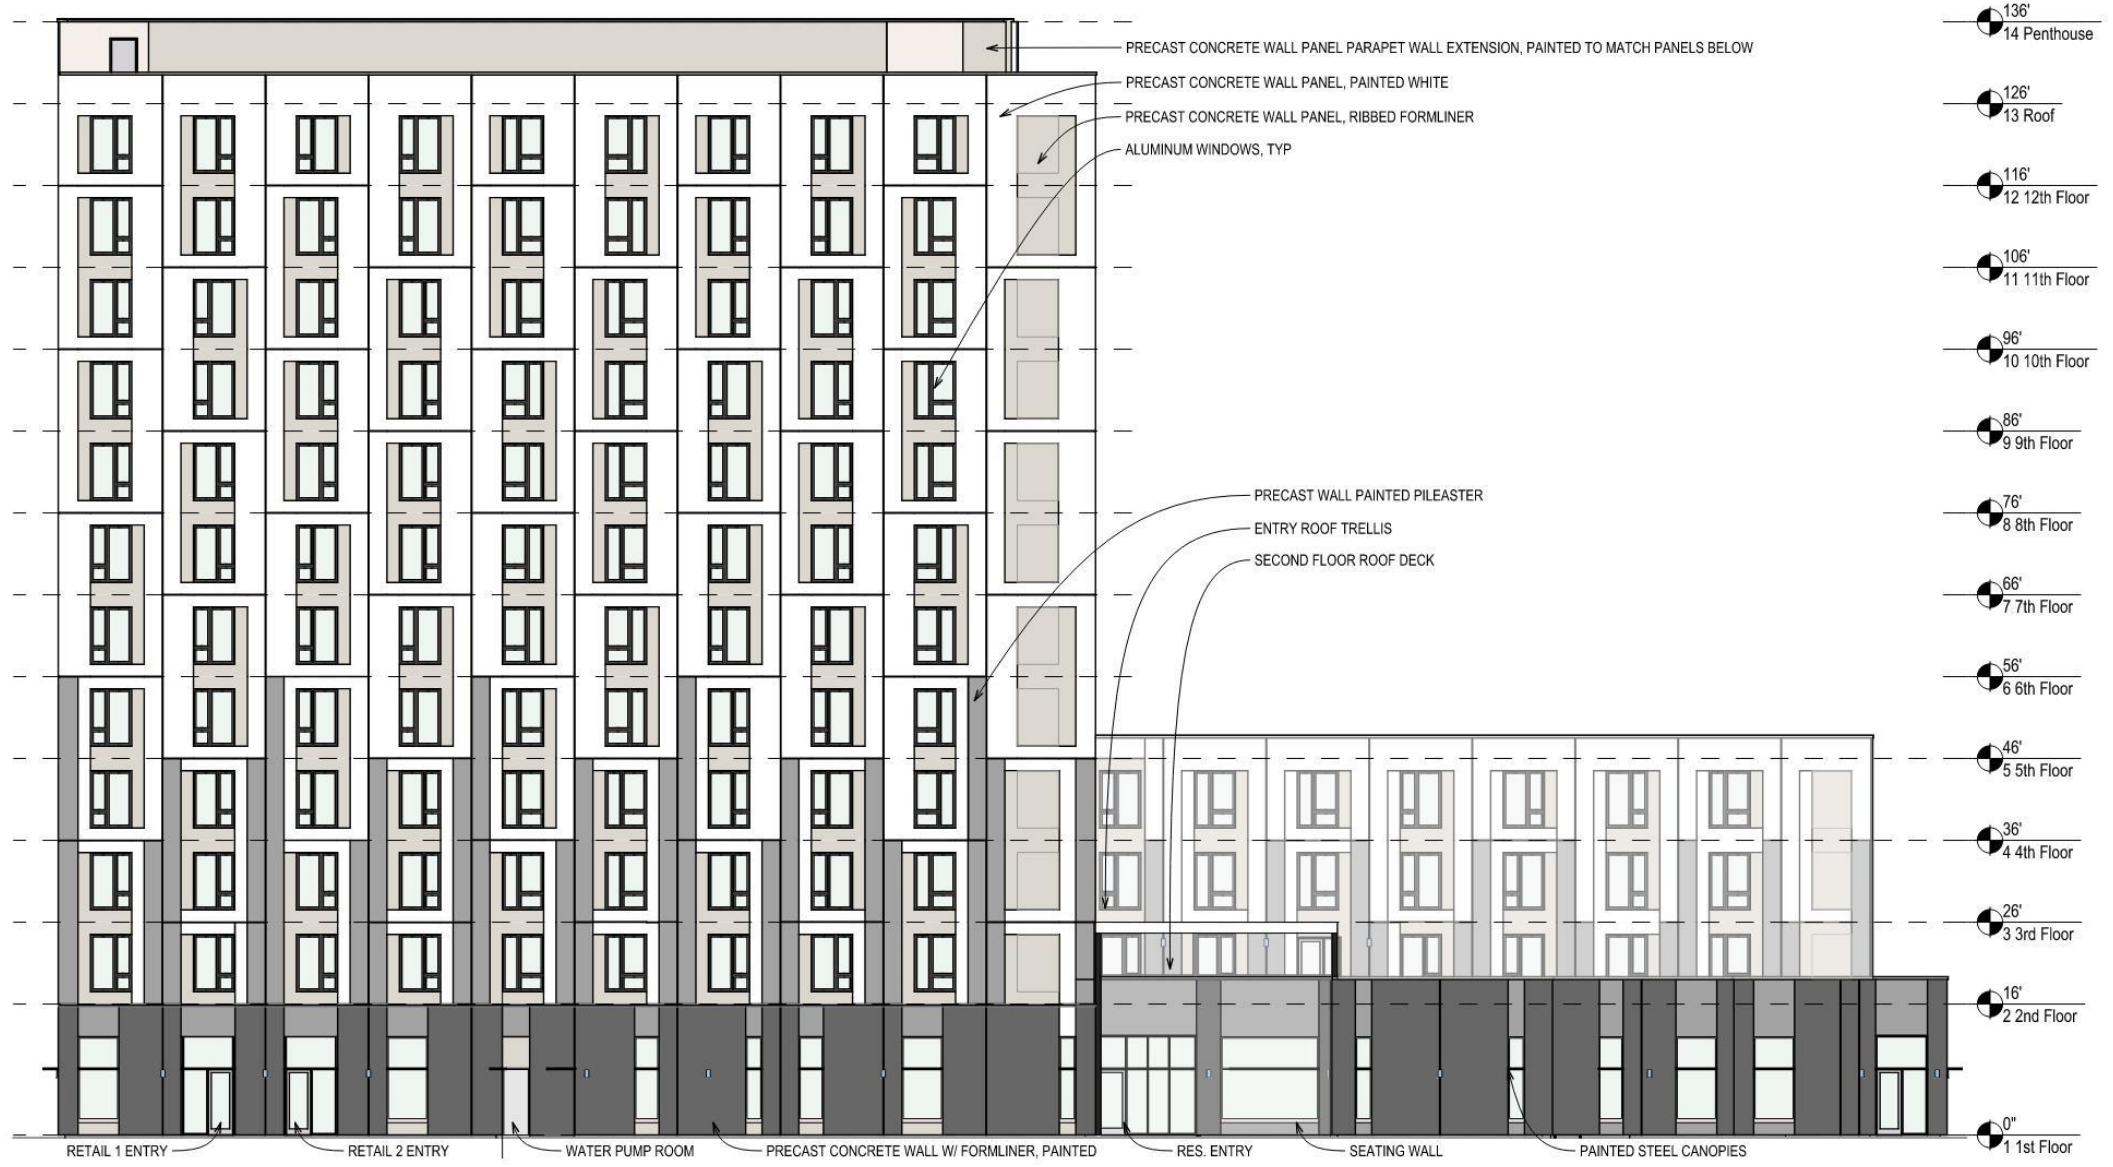 136'
14 Penthouse
PRECAST CONCRETE WALL PANEL PARAPET WALL EXTENSION, PAINTED TO MATCH PANELS BELOW
PRECAST CONCRETE WALL PANEL, PAINTED WHITE
126'
13 Roof
PRECAST CONCRETE WALL PANEL, RIBBED FORMLINER
ALUMINUM WINDOWS, TYP
116'
12 12th Floor
106'
11 11th Floor
96'
10 10th Floor
86'
9 9th Floor
PRECAST WALL PAINTED PILEASTER
76'
8 8th Floor
ENTRY ROOF TRELLIS
SECOND FLOOR ROOF DECK
66'
7 7th Floor
56'
6 6th Floor
46'
5 5th Floor
36'
4 4th Floor
26'
3 3rd Floor
16'
2 2nd Floor
0"
1 1st Floor
RETAIL 1 ENTRY
RETAIL 2 ENTRY
WATER PUMP ROOM
PRECAST CONCRETE WALL W/ FORMLINER, PAINTED
RES. ENTRY
SEATING WALL
PAINTED STEEL CANOPIES